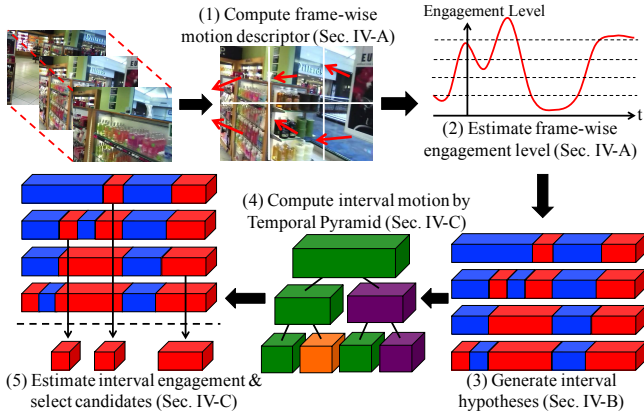 (1) Compute frame-wise
motion descriptor (Sec. IV-A)
Engagement Level
t
(2) Estimate frame-wise
engagement level (Sec. IV-A)
(3) Generate interval
hypotheses (Sec. IV-B)
(4) Compute interval motion by
Temporal Pyramid (Sec. IV-C)
(5) Estimate interval engagement &
select candidates (Sec. IV-C)